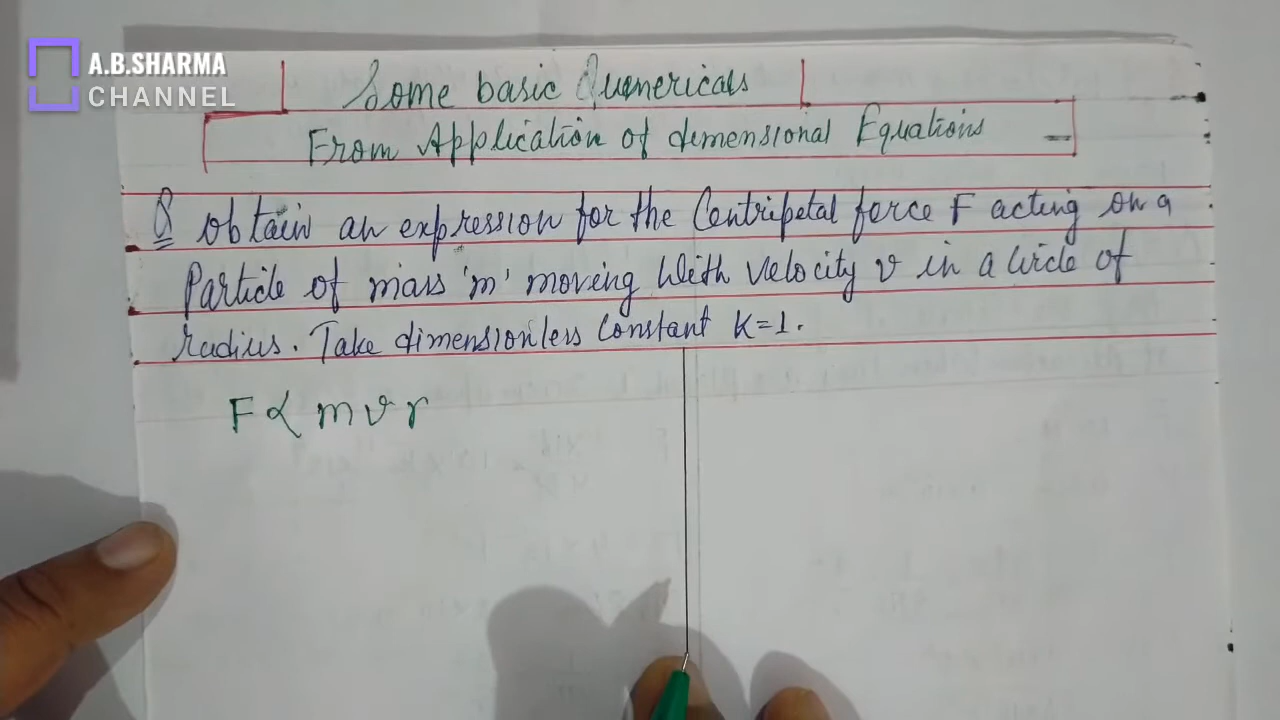 A.B.SHARMA
CHANNEL
Some basic Numericals
From Application of dimensional Equations
Q obtain an expression for the Centripetal force F acting on a
Particle of mass 'm' moving With velocity v in a Circle of
radius. Take dimensionless Constant K=1.
F ∝ m v r